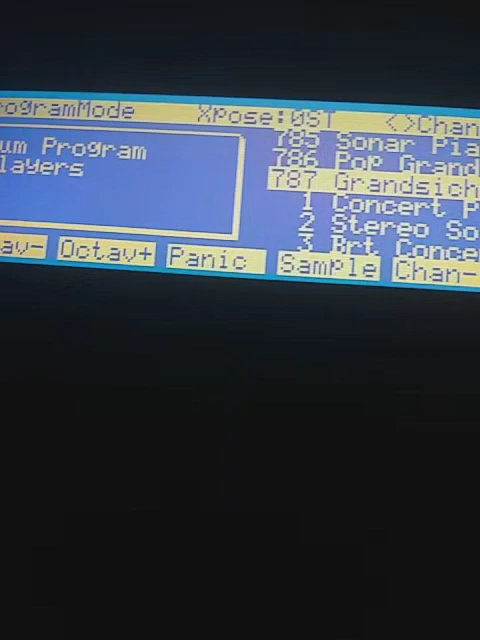 ogramMode Xpose:0ST <>Chan
um Program
layers
785 Sonar Pia
786 Pop Grand
787 Grandsich
1 Concert P
2 Stereo So
3 Brt Conce
av- Octav+ Panic Sample Chan-